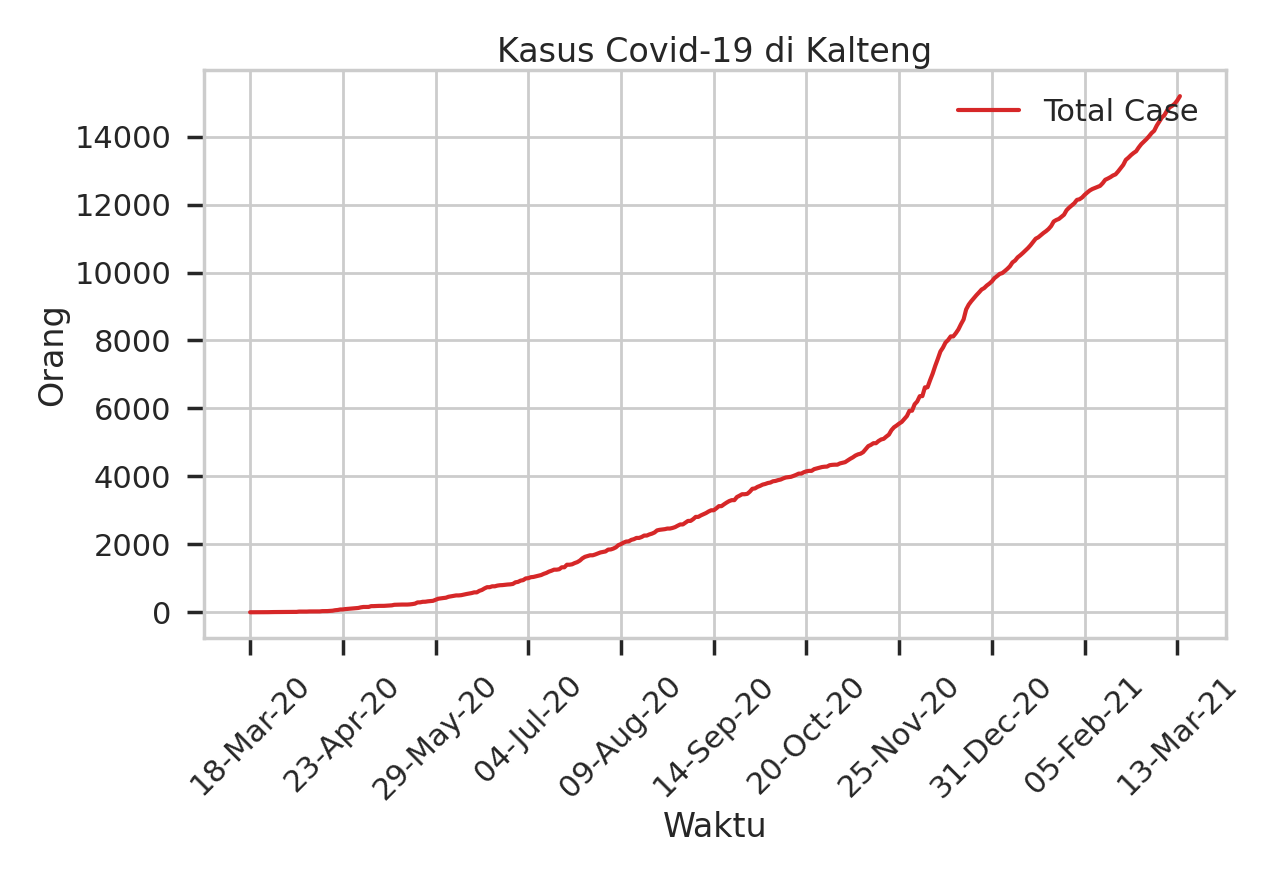 Kasus Covid-19 di Kalteng
Total Case
14000
12000
10000
8000
6000
4000
2000
0
Orang
18-Mar-20
23-Apr-20
29-May-20
04-Jul-20
09-Aug-20
14-Sep-20
20-Oct-20
25-Nov-20
31-Dec-20
05-Feb-21
13-Mar-21
Waktu